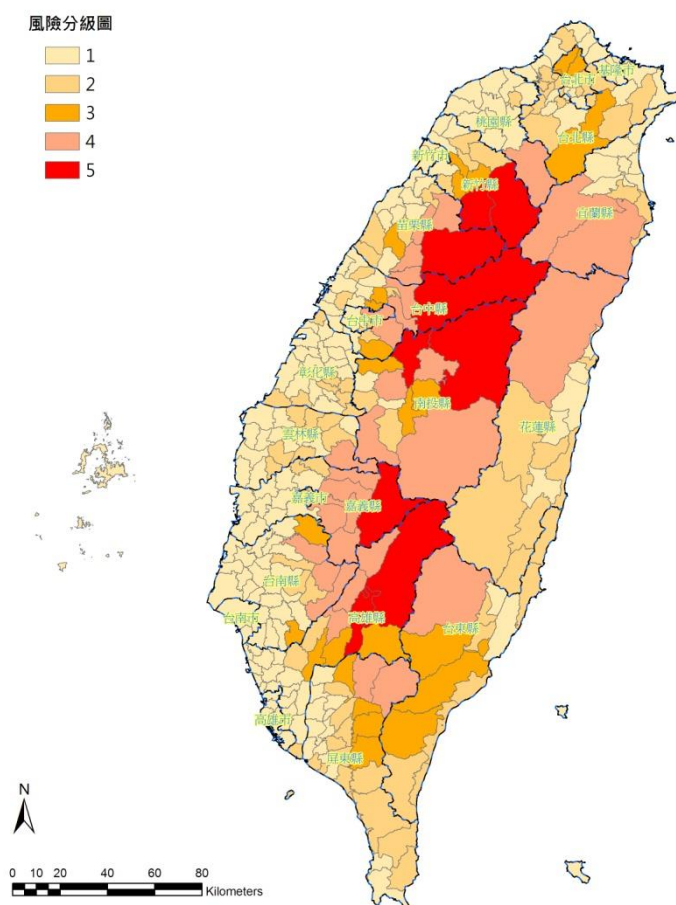 風險分級圖
1
2
3
4
5
台北市
基隆市
桃園縣
台北縣
新竹市
新竹縣
宜蘭縣
苗栗縣
台中縣
台中市
彰化縣
南投縣
花蓮縣
雲林縣
嘉義市
嘉義縣
台南縣
台南市
高雄縣
台東縣
高雄市
屏東縣
N
0 10 20 40 60 80
Kilometers